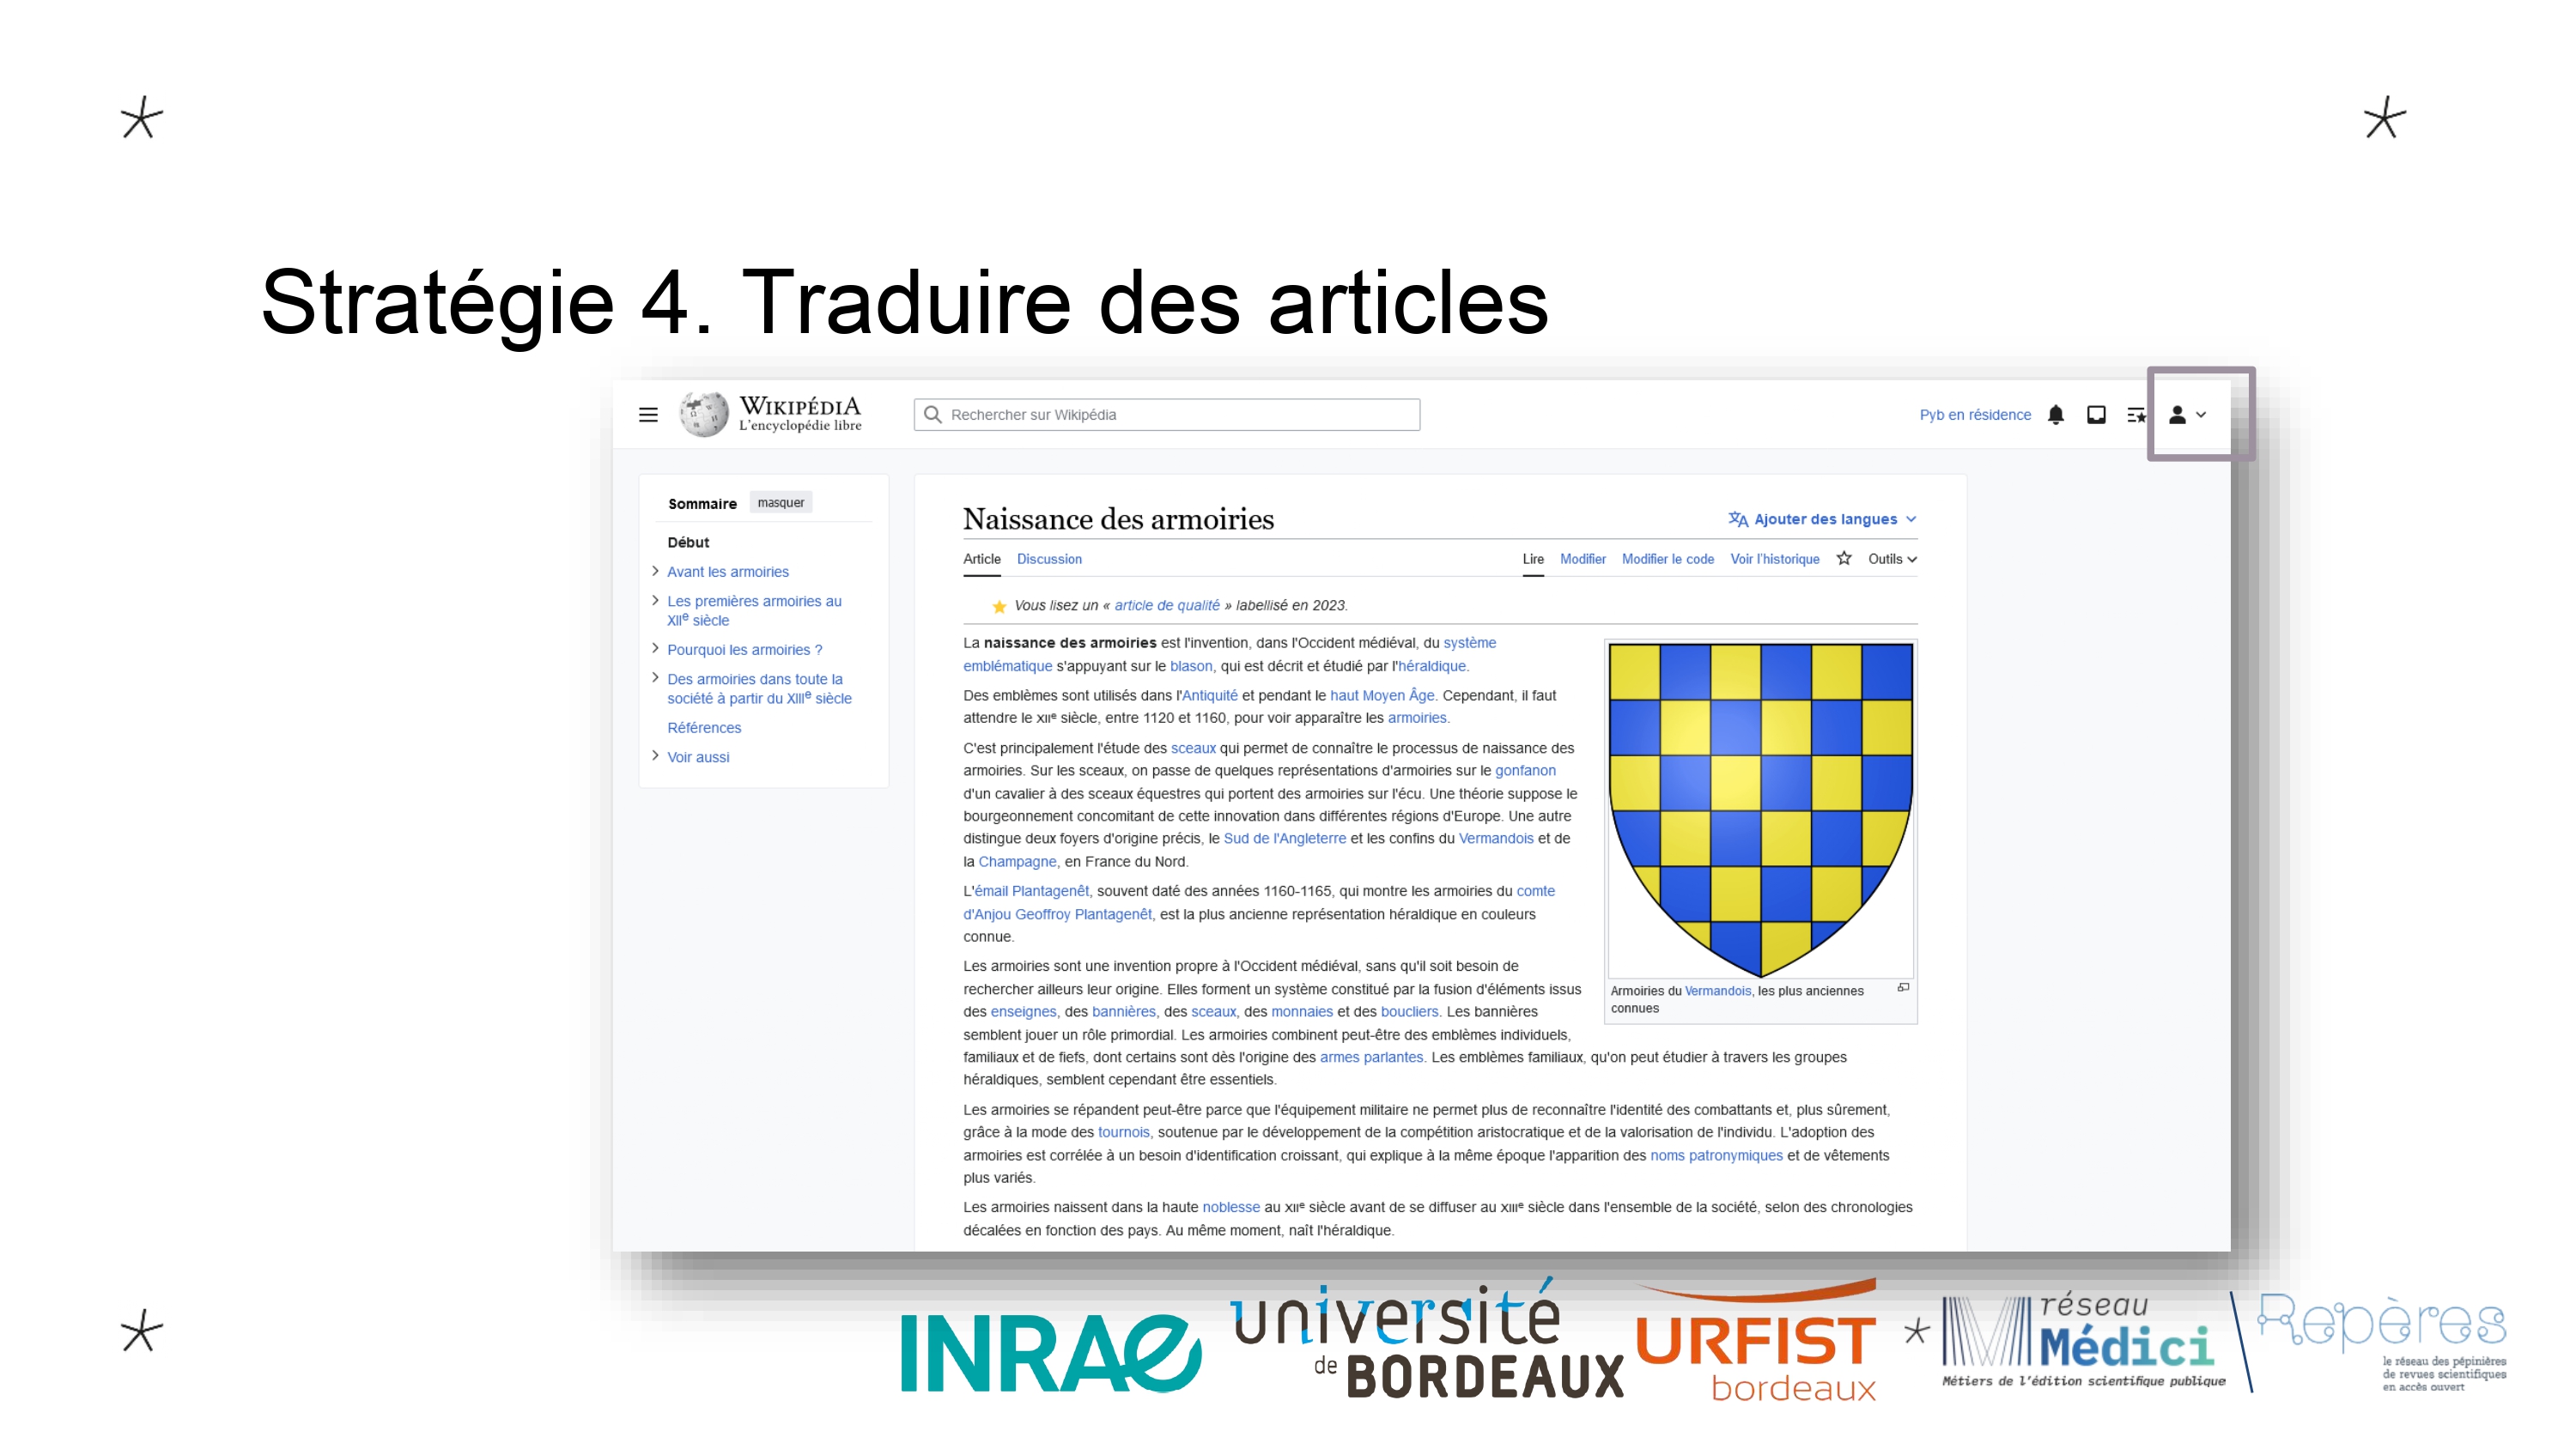 Stratégie 4. Traduire des articles
WIKIPÉDIA
L'encyclopédie libre
Rechercher sur Wikipédia
Pyb en résidence
Sommaire masquer
Début
Avant les armoiries
Les premières armoiries au
XIIe siècle
Pourquoi les armoiries ?
Des armoiries dans toute la
société à partir du XIIIe siècle
Références
Voir aussi
Naissance des armoiries
Ajouter des langues
Article Discussion
Lire Modifier Modifier le code Voir l'historique Outils
Vous lisez un « article de qualité » labellisé en 2023.
La naissance des armoiries est l'invention, dans l'Occident médiéval, du système
emblématique s'appuyant sur le blason, qui est décrit et étudié par l'héraldique.
Des emblèmes sont utilisés dans l'Antiquité et pendant le haut Moyen Âge. Cependant, il faut
attendre le XIIe siècle, entre 1120 et 1160, pour voir apparaître les armoiries.
C'est principalement l'étude des sceaux qui permet de connaître le processus de naissance des
armoiries. Sur les sceaux, on passe de quelques représentations d'armoiries sur le gonfanon
d'un cavalier à des sceaux équestres qui portent des armoiries sur l'écu. Une théorie suppose le
bourgeonnement concomitant de cette innovation dans différentes régions d'Europe. Une autre
distingue deux foyers d'origine précis, le Sud de l'Angleterre et les confins du Vermandois et de
la Champagne, en France du Nord.
L'émail Plantagenêt, souvent daté des années 1160-1165, qui montre les armoiries du comte
d'Anjou Geoffroy Plantagenêt, est la plus ancienne représentation héraldique en couleurs
connue.
Les armoiries sont une invention propre à l'Occident médiéval, sans qu'il soit besoin de
rechercher ailleurs leur origine. Elles forment un système constitué par la fusion d'éléments issus
des enseignes, des bannières, des sceaux, des monnaies et des boucliers. Les bannières
semblent jouer un rôle primordial. Les armoiries combinent peut-être des emblèmes individuels,
familiaux et de fiefs, dont certains sont dès l'origine des armes parlantes. Les emblèmes familiaux, qu'on peut étudier à travers les groupes
héraldiques, semblent cependant être essentiels.
Les armoiries se répandent peut-être parce que l'équipement militaire ne permet plus de reconnaître l'identité des combattants et, plus sûrement,
grâce à la mode des tournois, soutenue par le développement de la compétition aristocratique et de la valorisation de l'individu. L'adoption des
armoiries est corrélée à un besoin d'identification croissant, qui explique à la même époque l'apparition des noms patronymiques et de vêtements
plus variés.
Les armoiries naissent dans la haute noblesse au XIIe siècle avant de se diffuser au XIIIe siècle dans l'ensemble de la société, selon des chronologies
décalées en fonction des pays. Au même moment, naît l'héraldique.
Armoiries du Vermandois, les plus anciennes
connues
INRAE
université
de BORDEAUX
URFIST
bordeaux
réseau
Médici
Métiers de l'édition scientifique publique
Repères
le réseau des pépinières
de revues scientifiques
en accès ouvert